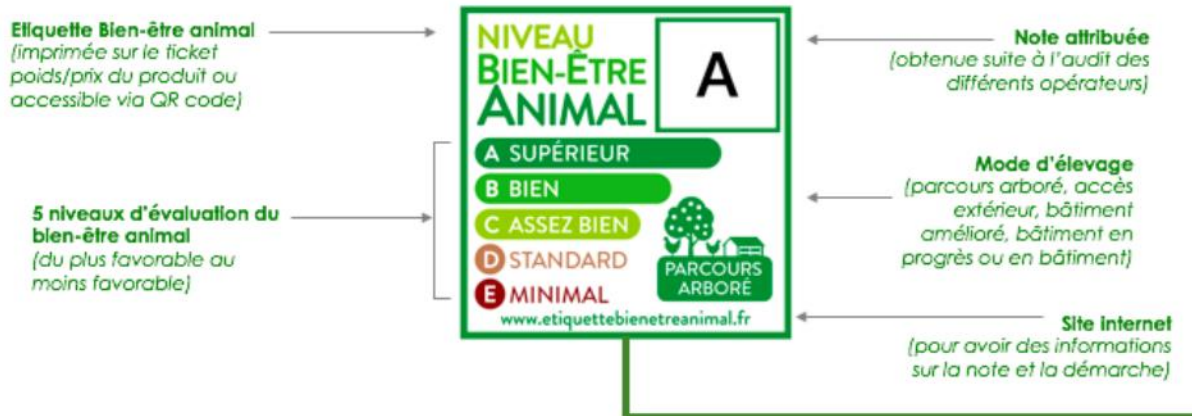 Etiquette Bien-être animal
(imprimée sur le ticket
poids/prix du produit ou
accessible via QR code)
5 niveaux d'évaluation du
bien-être animal
(du plus favorable au
moins favorable)
NIVEAU
BIEN-ÊTRE
ANIMAL
A
A SUPÉRIEUR
B BIEN
C ASSEZ BIEN
D STANDARD
E MINIMAL
PARCOURS
ARBORÉ
www.etiquettebienetreanimal.fr
Note attribuée
(obtenue suite à l'audit des
différents opérateurs)
Mode d'élevage
(parcours arboré, accès
extérieur, bâtiment
amélioré, bâtiment en
progrès ou en bâtiment)
Site internet
(pour avoir des informations
sur la note et la démarche)